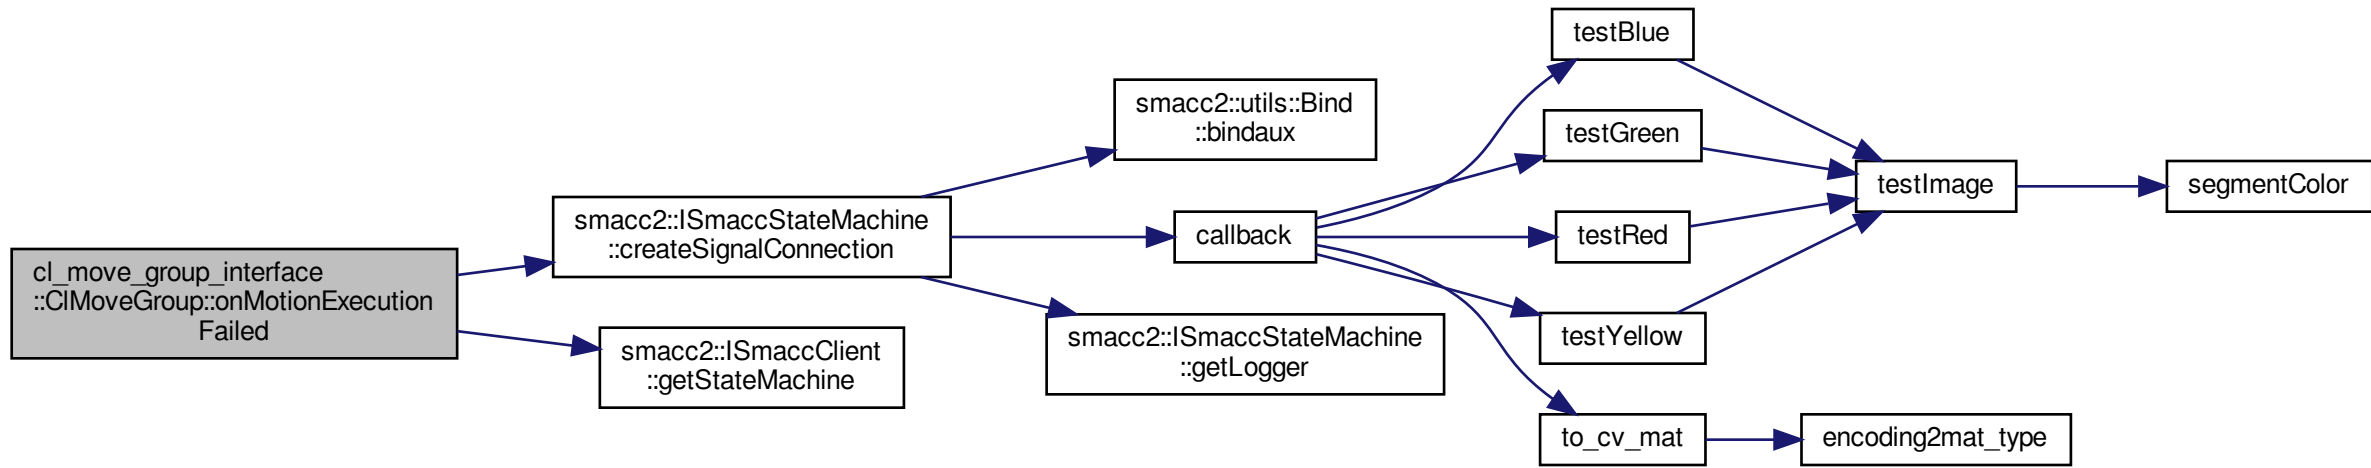 cl_move_group_interface
::ClMoveGroup::onMotionExecution
Failed
smacc2::ISmaccStateMachine
::createSignalConnection
smacc2::ISmaccClient
::getStateMachine
smacc2::utils::Bind
::bindaux
callback
smacc2::ISmaccStateMachine
::getLogger
testBlue
testGreen
testRed
testYellow
to_cv_mat
testImage
encoding2mat_type
segmentColor